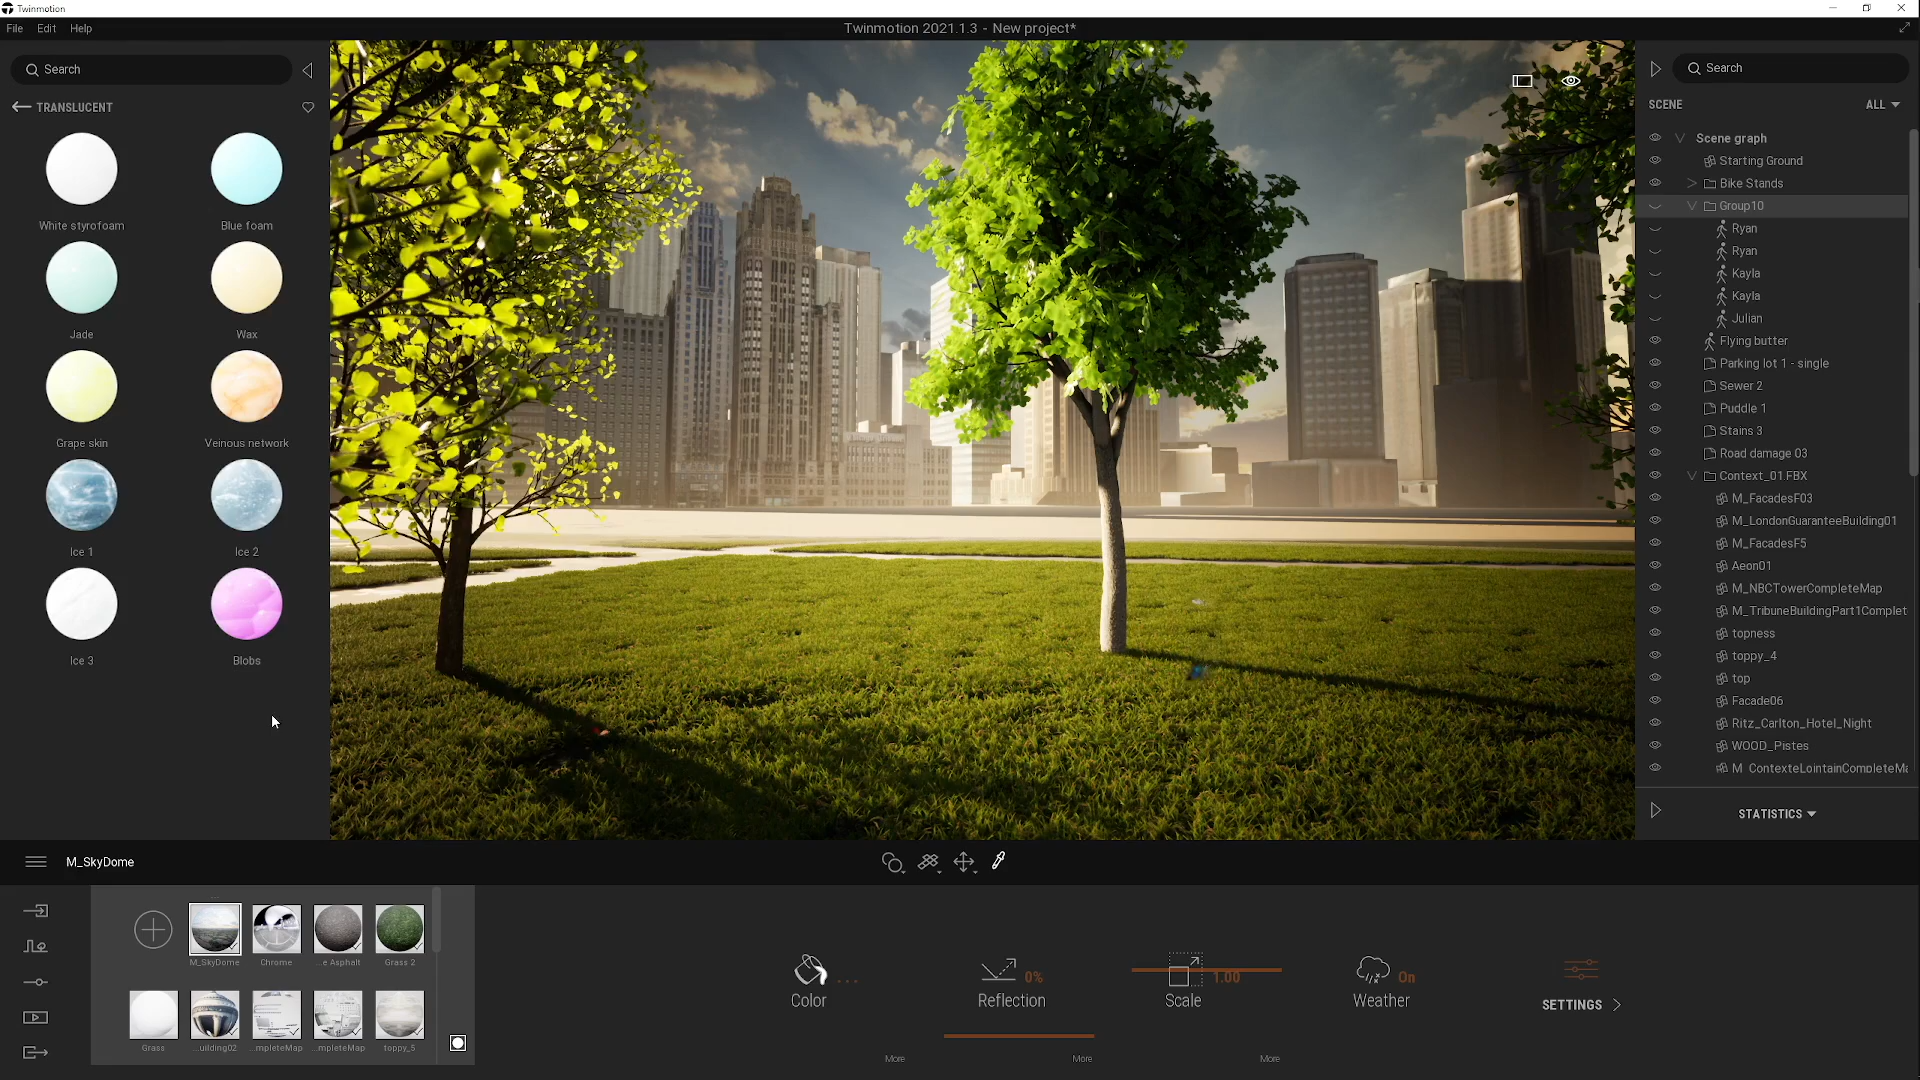 Twinmotion
File Edit Help
Twinmotion 2021.1.3 - New project*
Search
TRANSLUCENT
White styrofoam
Blue foam
Jade
Wax
Grape skin
Veinous network
Ice 1
Ice 2
Ice 3
Blobs
Search
SCENE
ALL
Scene graph
Starting Ground
Bike Stands
Group10
Ryan
Ryan
Kayla
Kayla
Julian
Flying butter
Parking lot 1 - single
Sewer 2
Puddle 1
Stains 3
Road damage 03
Context_01.FBX
M_FacadesF03
M_LondonGuaranteeBuilding01
M_FacadesF5
Aeon01
M_NBCTowerCompleteMap
M_TribuneBuildingPart1Complet
topness
toppy_4
top
Facade06
Ritz_Carlton_Hotel_Night
WOOD_Pistes
M_ContexteLointainCompleteMa
STATISTICS
M_SkyDome
M_SkyDome
Chrome
...e Asphalt
Grass 2
Grass
...uilding02
...mpleteMap
...mpleteMap
toppy_5
Color ...
Reflection 0%
Scale 1.00
Weather On
SETTINGS
More
More
More